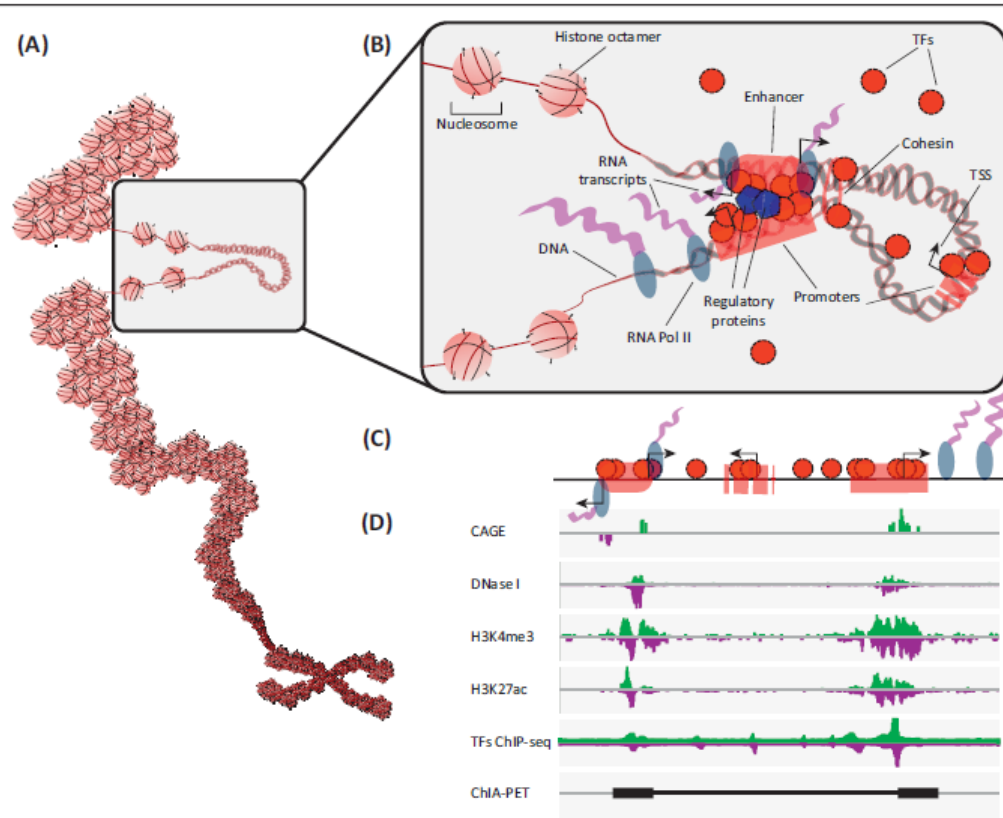 (A)
(B)
Histone octamer
TFs
Nucleosome
Enhancer
Cohesin
RNA
transcripts
TSS
DNA
Regulatory
proteins
Promoters
RNA Pol II
(C)
(D)
CAGE
DNase I
H3K4me3
H3K27ac
TFs ChIP-seq
ChIA-PET